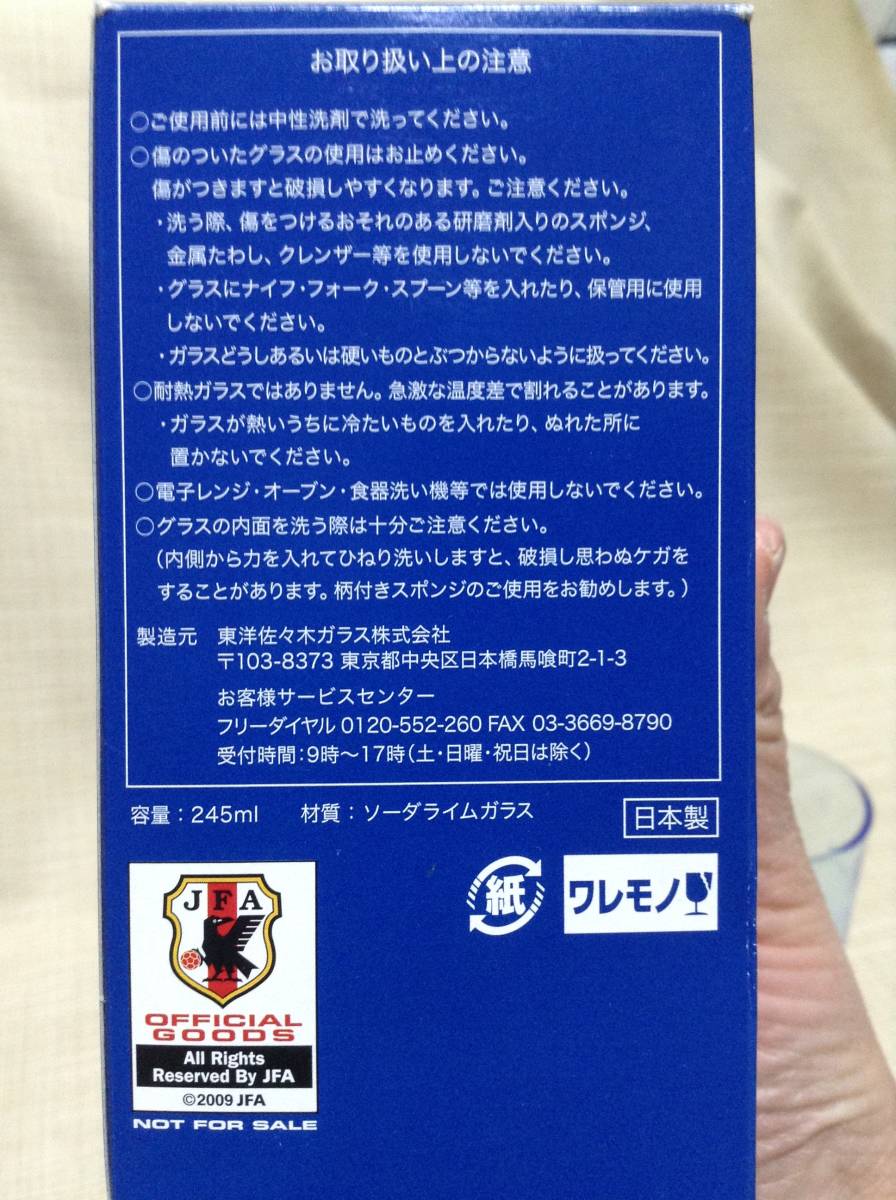 お取り扱い上の注意
○ご使用前には中性洗剤で洗ってください。
○傷のついたグラスの使用はお止めください。
傷がつきますと破損しやすくなります。ご注意ください。
・洗う際、傷をつけるおそれのある研磨剤入りのスポンジ、
金属たわし、クレンザー等を使用しないでください。
・グラスにナイフ・フォーク・スプーン等を入れたり、保管用に使用
しないでください。
・ガラスどうしあるいは硬いものとぶつからないように扱ってください。
○耐熱ガラスではありません。急激な温度差で割れることがあります。
・ガラスが熱いうちに冷たいものを入れたり、ぬれた所に
置かないでください。
○電子レンジ・オーブン・食器洗い機等では使用しないでください。
○グラスの内面を洗う際は十分ご注意ください。
（内側から力を入れてひねり洗いしますと、破損し思わぬケガを
することがあります。柄付きスポンジのご使用をお勧めします。）
製造元 東洋佐々木ガラス株式会社
〒103-8373 東京都中央区日本橋馬喰町2-1-3
お客様サービスセンター
フリーダイヤル 0120-552-260 FAX 03-3669-8790
受付時間：9時〜17時（土・日曜・祝日は除く）
容量：245ml 材質：ソーダライムガラス 日本製
JFA
紙
ワレモノ
OFFICIAL
GOODS
All Rights
Reserved By JFA
©2009 JFA
NOT FOR SALE